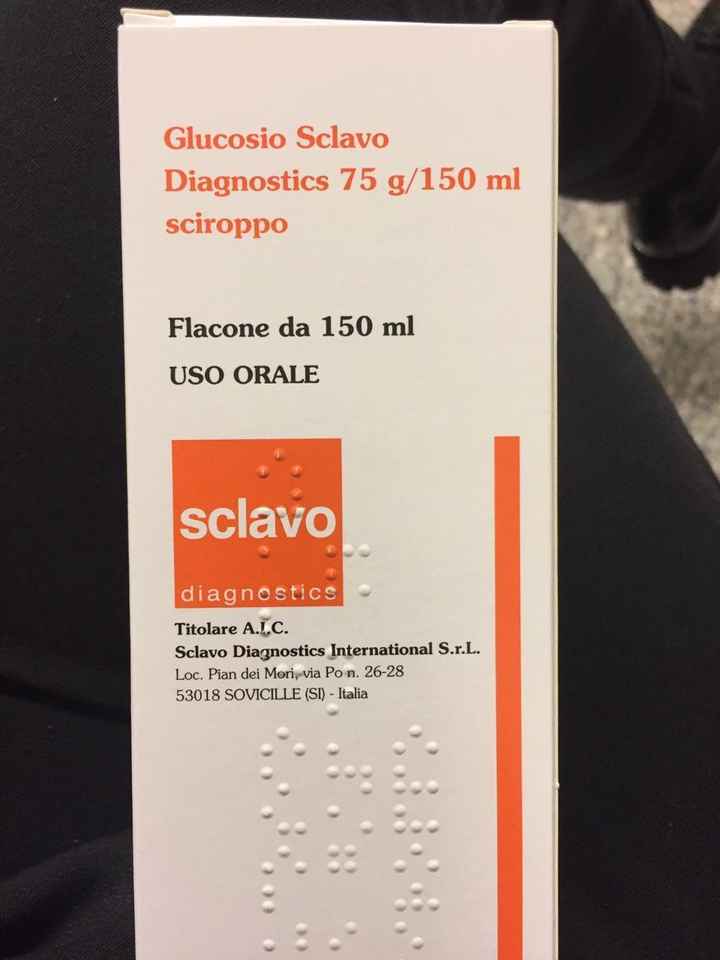 Glucosio Sclavo
Diagnostics 75 g/150 ml
sciroppo
Flacone da 150 ml
USO ORALE
sclavo
diagnostics
Titolare A.I.C.
Sclavo Diagnostics International S.r.L.
Loc. Pian dei Mori, via Po n. 26-28
53018 SOVICILLE (SI) - Italia